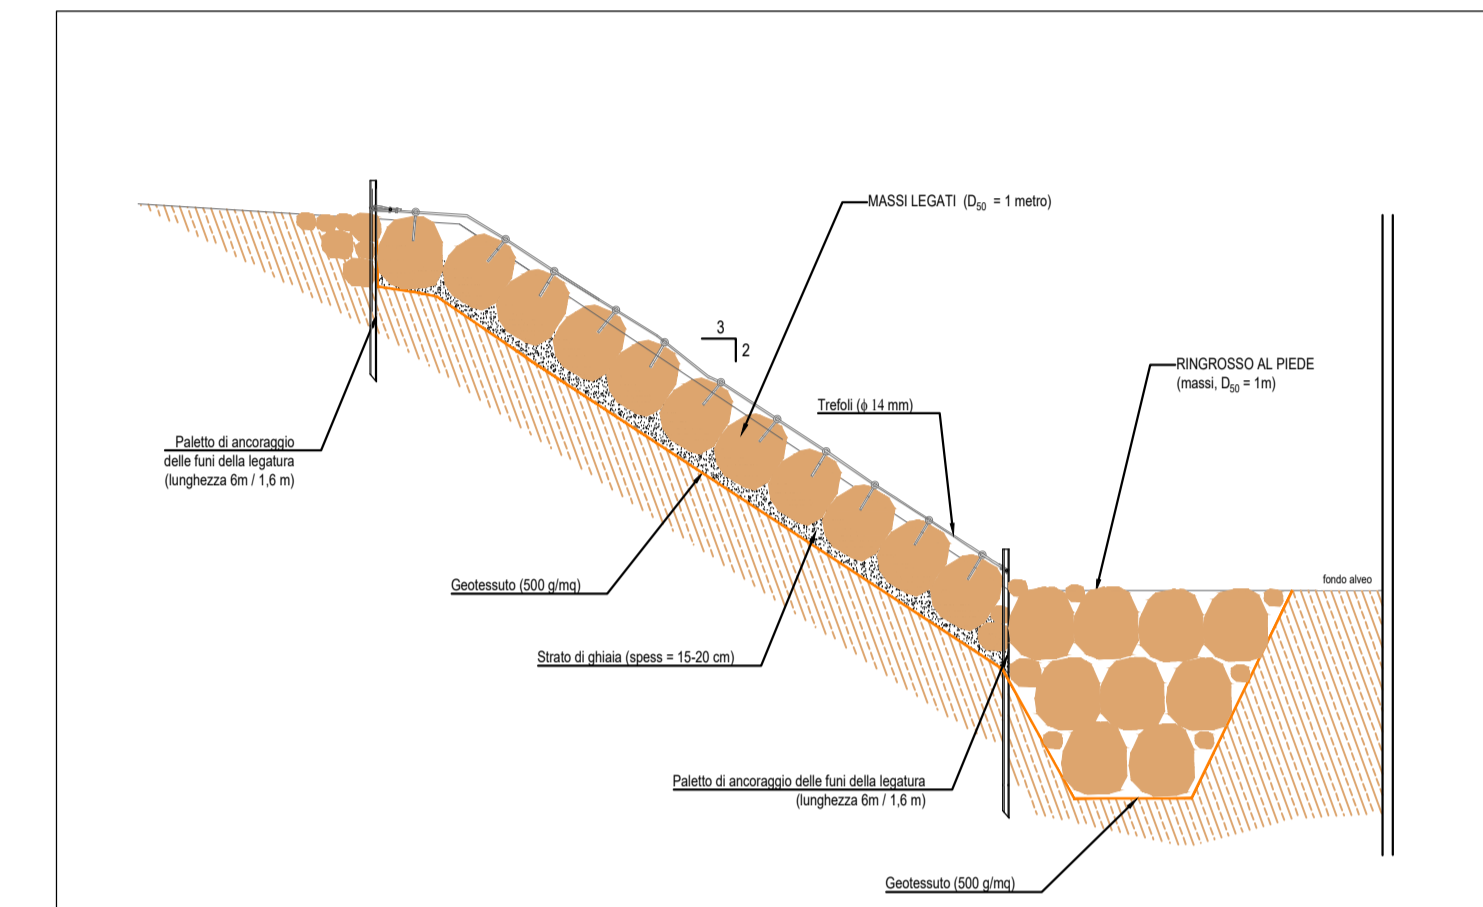 MASSI LEGATI (D50 = 1 metro)
3
2
RINGROSSO AL PIEDE
(massi, D50 = 1m)
Trefoli (ϕ 14 mm)
Paletto di ancoraggio
delle funi della legatura
(lunghezza 6m / 1,6 m)
fondo alveo
Geotessuto (500 g/mq)
Strato di ghiaia (spess = 15-20 cm)
Paletto di ancoraggio delle funi della legatura
(lunghezza 6m / 1,6 m)
Geotessuto (500 g/mq)